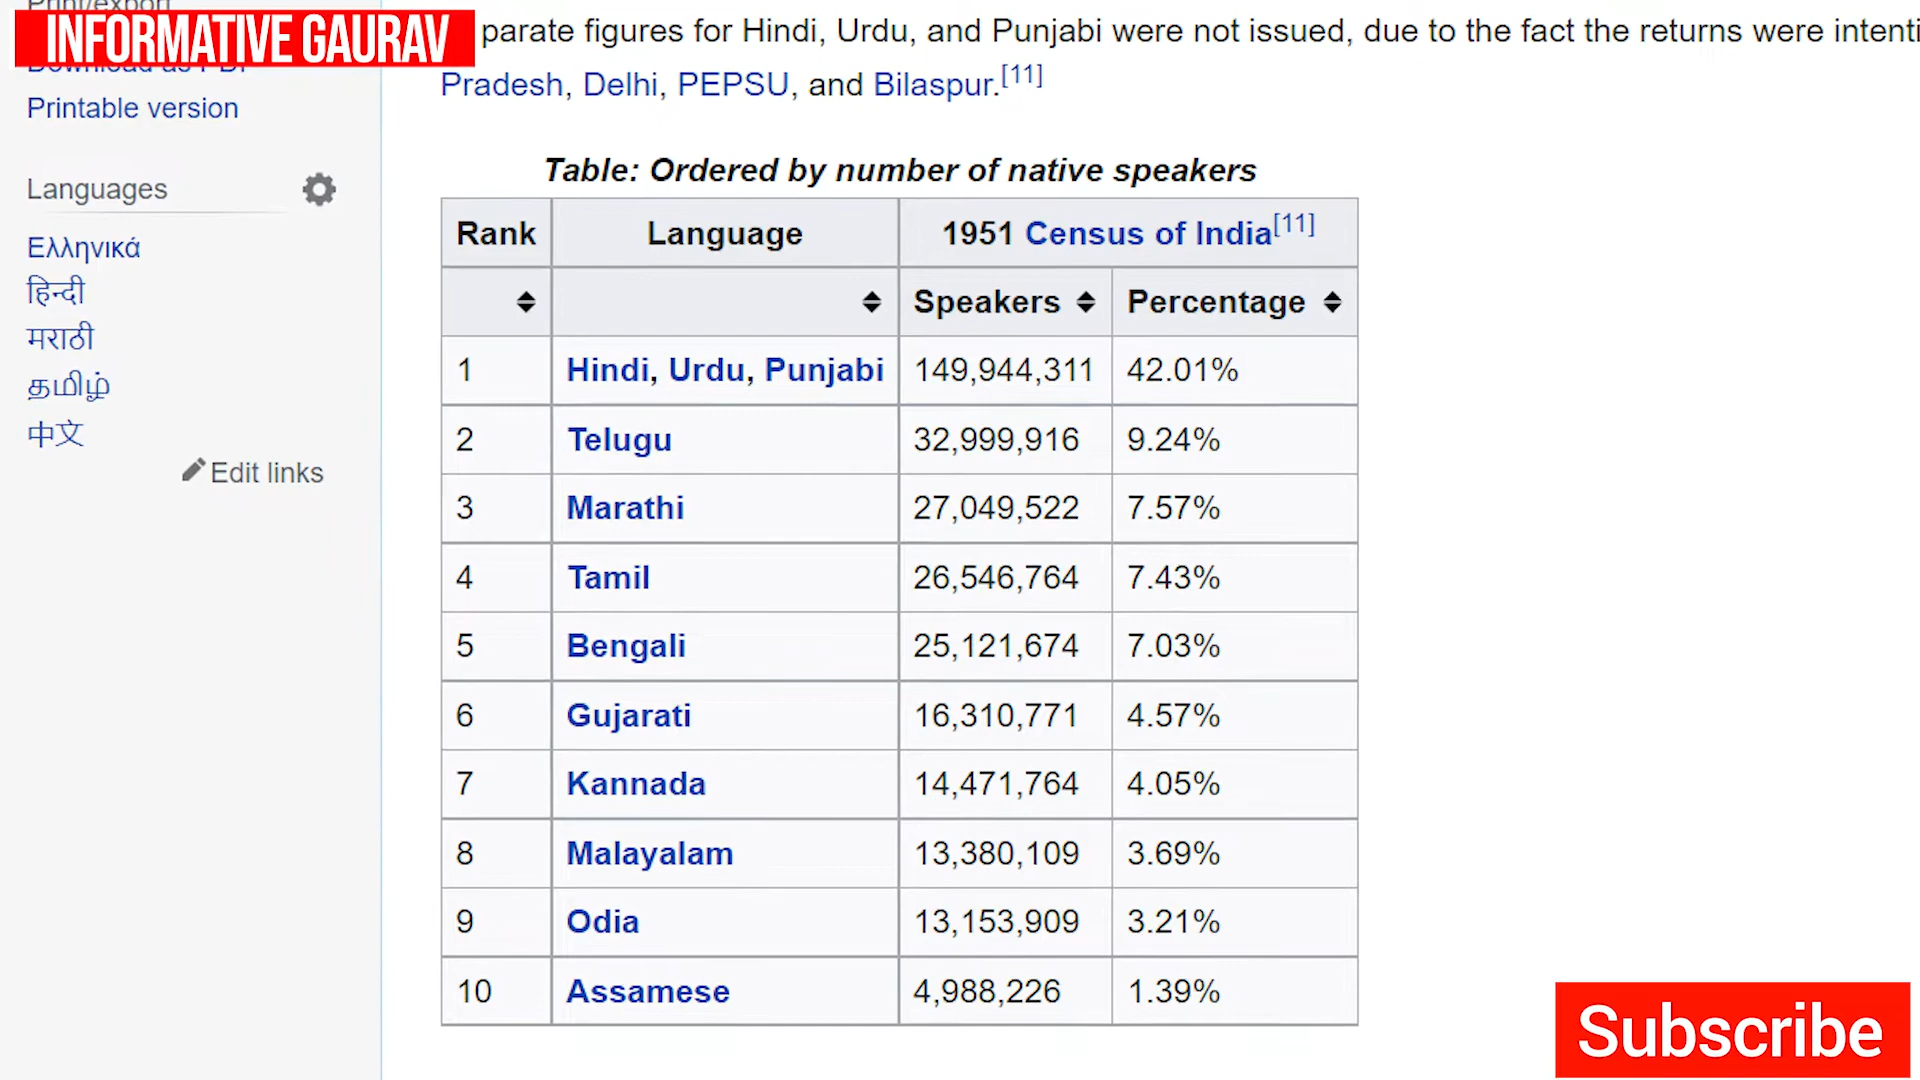 INFORMATIVE GAURAV
parate figures for Hindi, Urdu, and Punjabi were not issued, due to the fact the returns were intenti
Pradesh, Delhi, PEPSU, and Bilaspur.[11]
Printable version
Languages
Ελληνικά
हिन्दी
मराठी
தமிழ்
中文
Edit links
Table: Ordered by number of native speakers
Rank Language 1951 Census of India[11]
Speakers Percentage
1 Hindi, Urdu, Punjabi 149,944,311 42.01%
2 Telugu 32,999,916 9.24%
3 Marathi 27,049,522 7.57%
4 Tamil 26,546,764 7.43%
5 Bengali 25,121,674 7.03%
6 Gujarati 16,310,771 4.57%
7 Kannada 14,471,764 4.05%
8 Malayalam 13,380,109 3.69%
9 Odia 13,153,909 3.21%
10 Assamese 4,988,226 1.39%
Subscribe